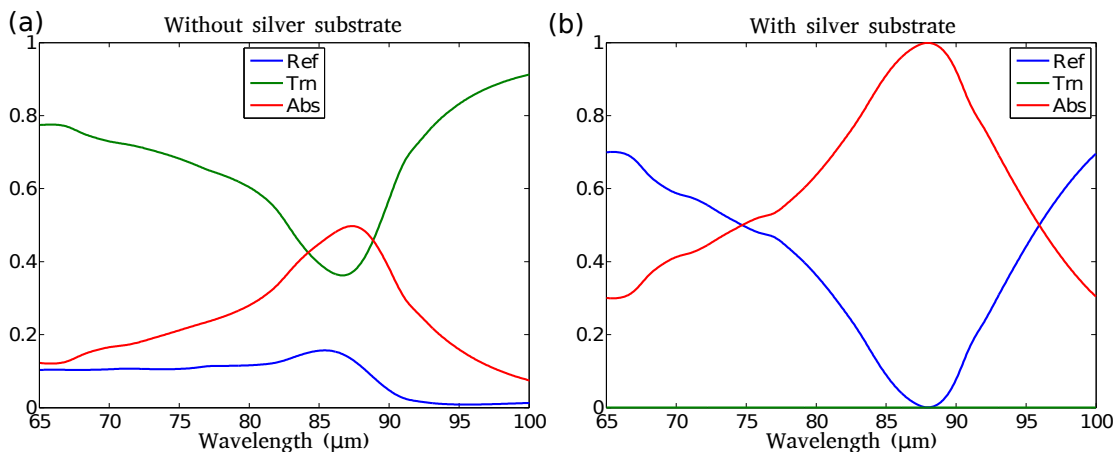 (a)
Without silver substrate
1
0.8
0.6
0.4
0.2
0
Ref
Trn
Abs
65 70 75 80 85 90 95 100
Wavelength (μm)
(b)
With silver substrate
1
0.8
0.6
0.4
0.2
0
Ref
Trn
Abs
65 70 75 80 85 90 95 100
Wavelength (μm)